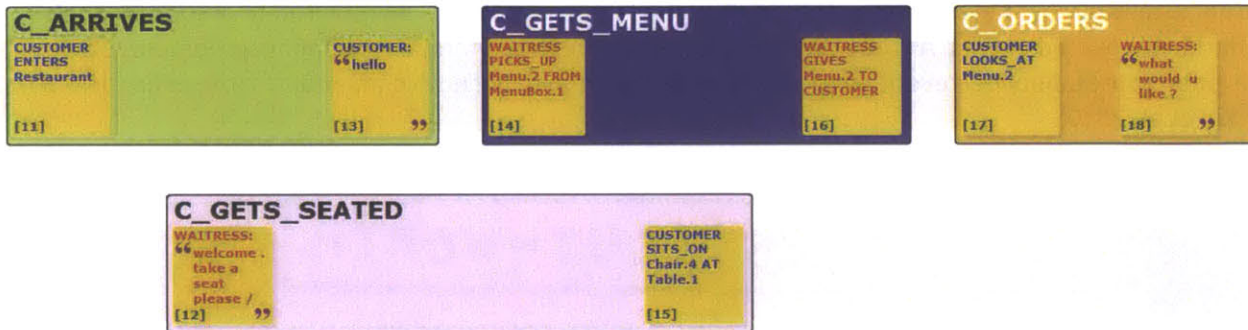 C_ARRIVES
CUSTOMER
ENTERS
Restaurant
[11]
CUSTOMER:
“hello
[13] ”
C_GETS_MENU
WAITRESS
PICKS_UP
Menu.2 FROM
MenuBox.1
[14]
WAITRESS
GIVES
Menu.2 TO
CUSTOMER
[16]
C_ORDERS
CUSTOMER
LOOKS_AT
Menu.2
[17]
WAITRESS:
“what
would u
like ?
[18] ”
C_GETS_SEATED
WAITRESS:
“welcome .
take a
seat
please /
[12] ”
CUSTOMER
SITS_ON
Chair.4 AT
Table.1
[15]